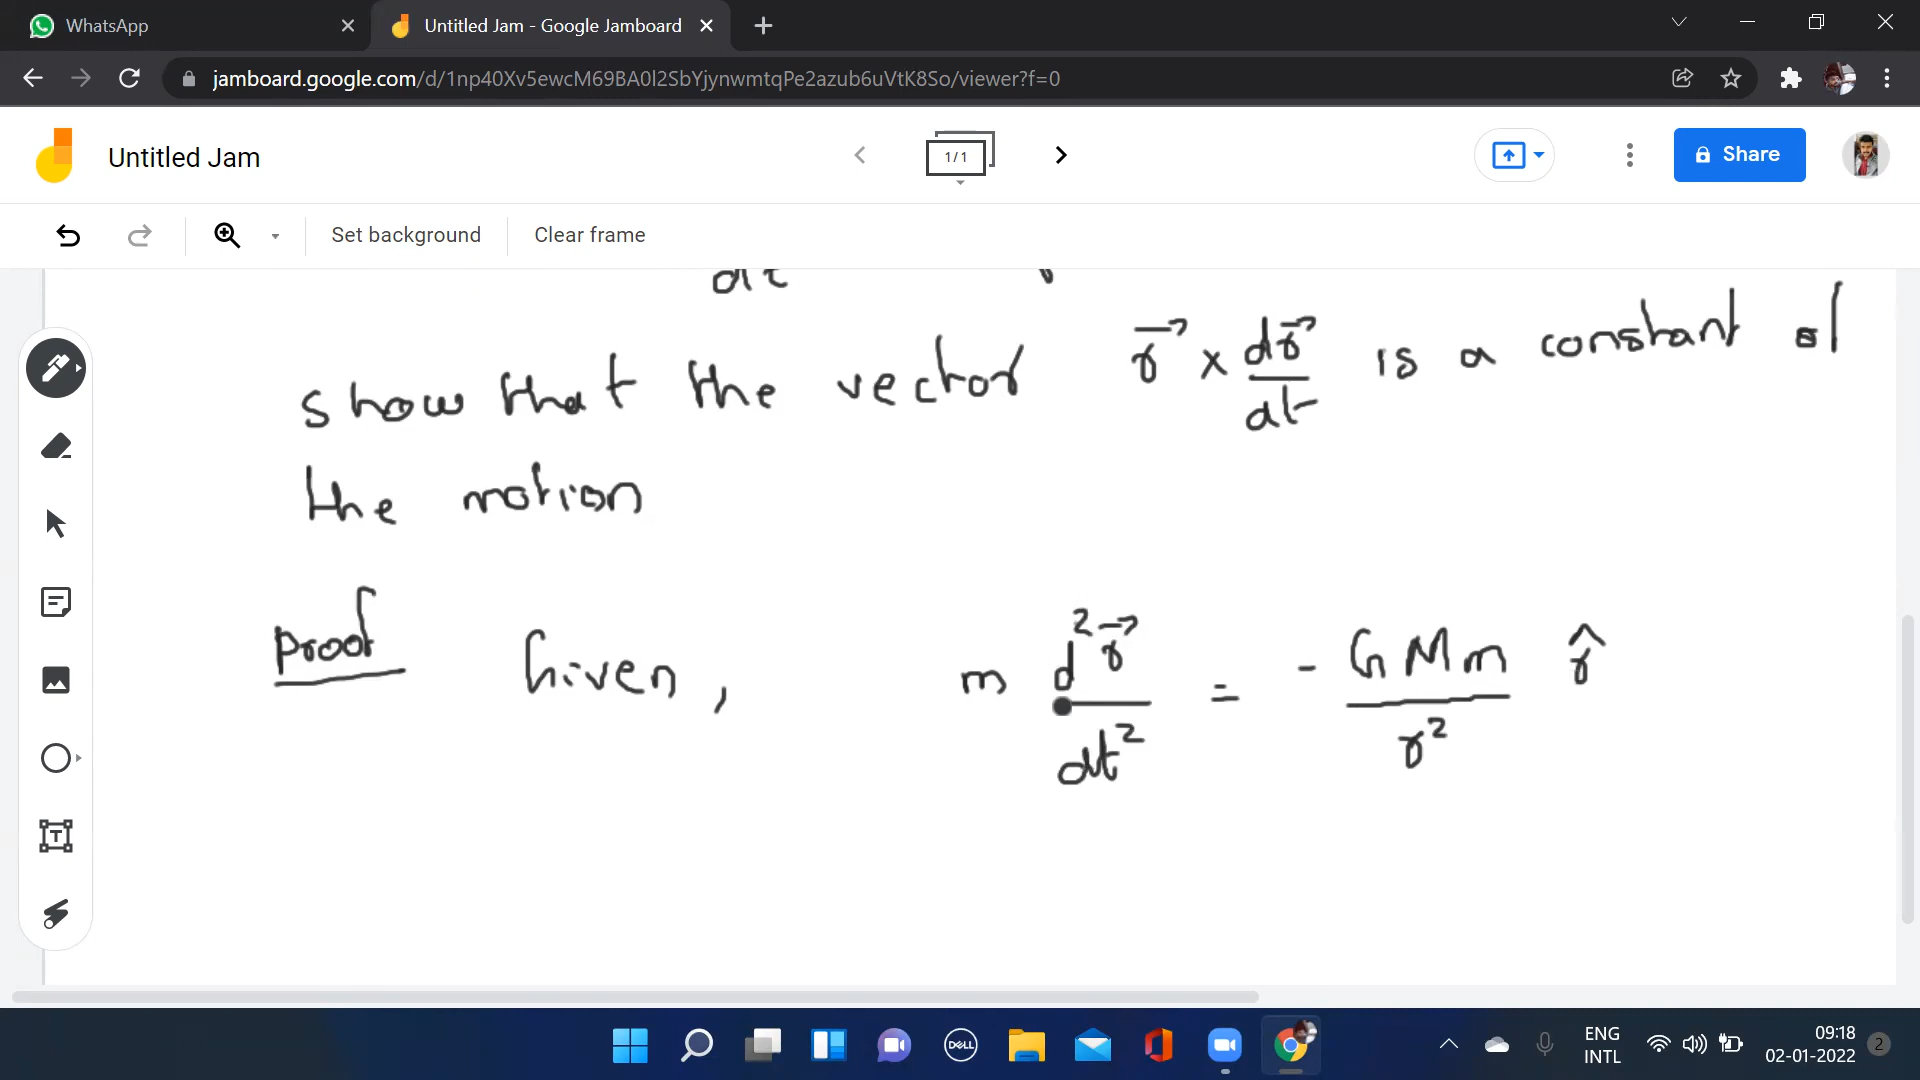 WhatsApp
Untitled Jam - Google Jamboard
jamboard.google.com/d/1np40Xv5ewcM69BA0l2SbYjynwmtqPe2azub6uVtK8So/viewer?f=0
Untitled Jam
1/1
Share
Set background
Clear frame
dt
show that the vector r⃗ × dr⃗/dt is a constant of
the motion
Proof Given, m d²r⃗/dt² = - GMm/r² r̂
T
DELL
ENG
INTL
09:18
02-01-2022
2